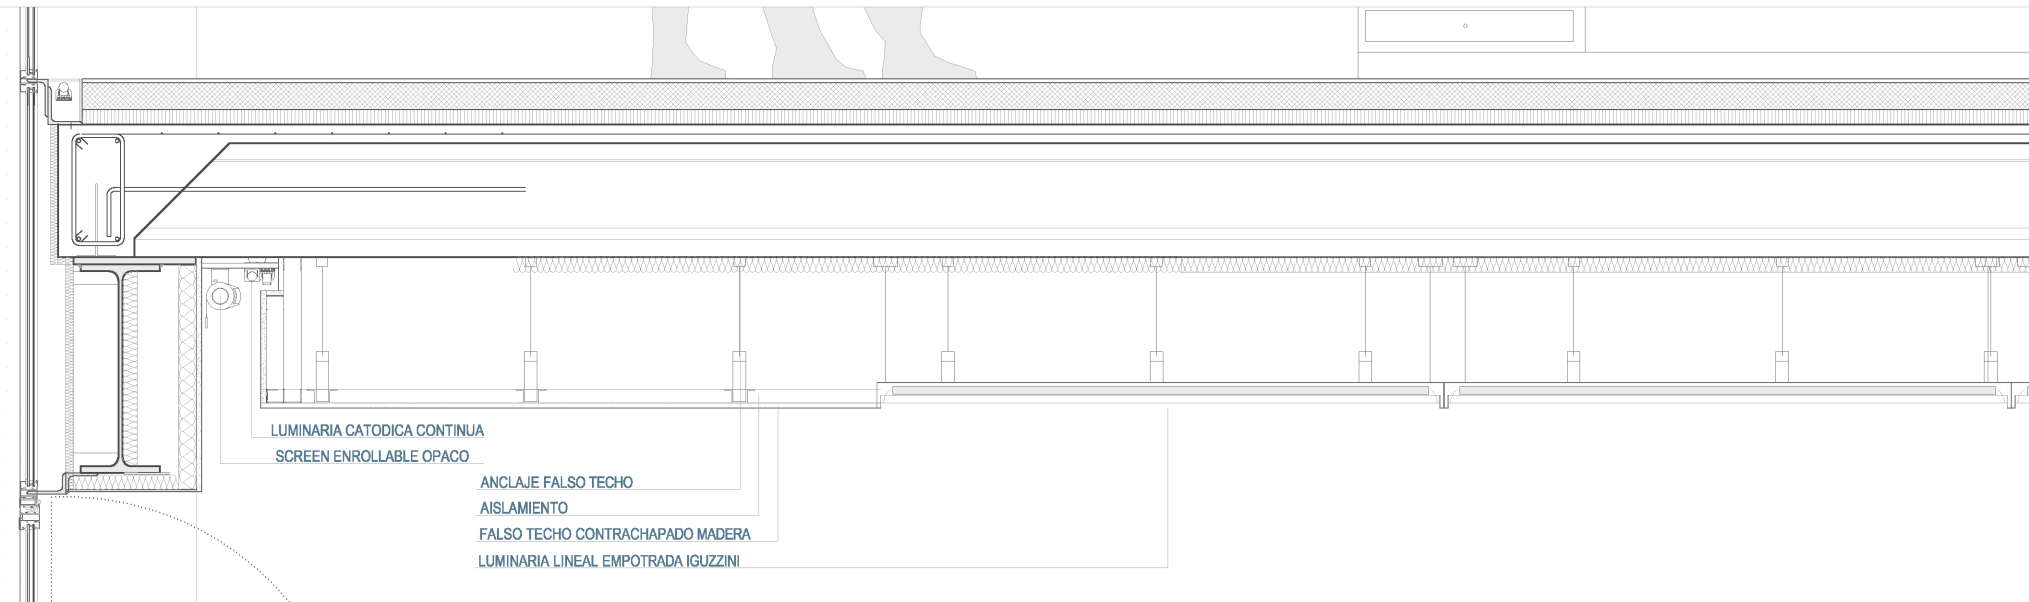 LUMINARIA CATODICA CONTINUA
SCREEN ENROLLABLE OPACO
ANCLAJE FALSO TECHO
AISLAMIENTO
FALSO TECHO CONTRACHAPADO MADERA
LUMINARIA LINEAL EMPOTRADA IGUZZINI